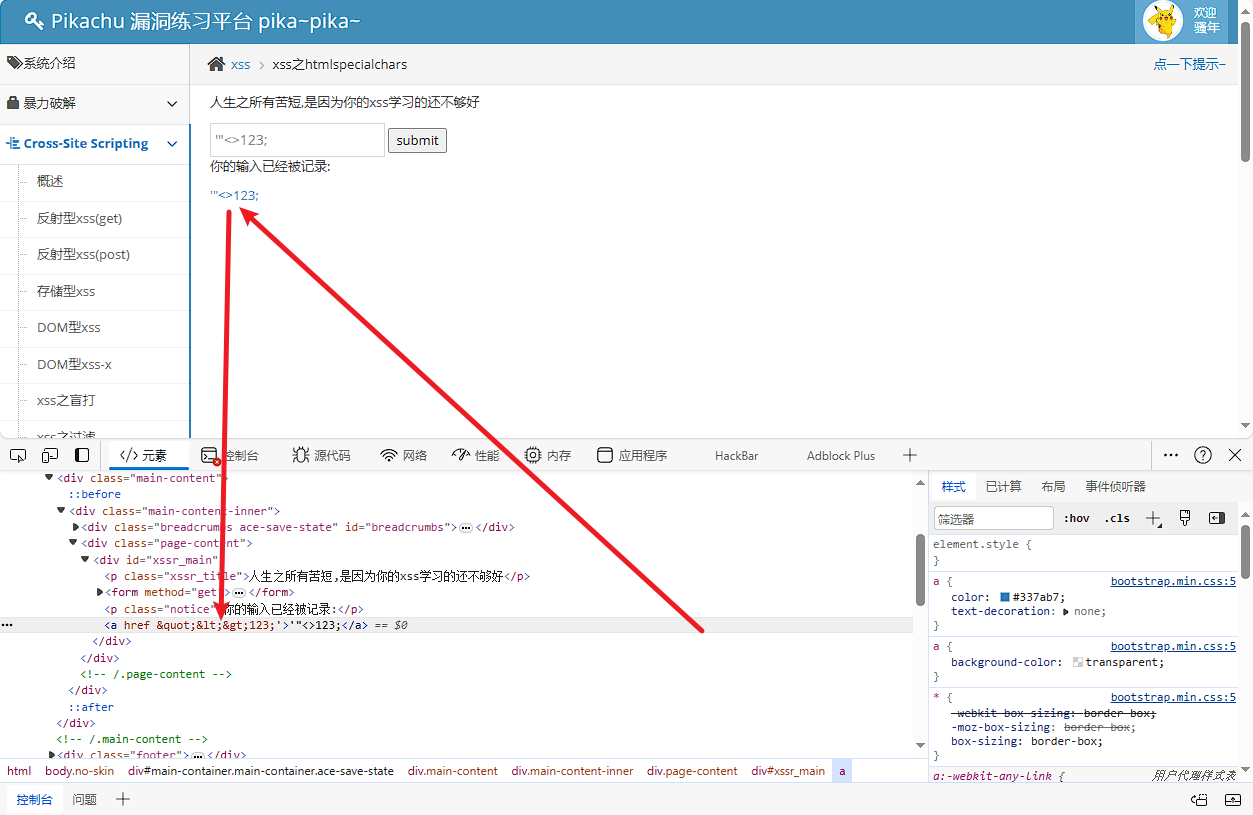 Pikachu 漏洞练习平台 pika~pika~
欢迎
骚年
系统介绍
xss > xss之htmlspecialchars
点一下提示~
暴力破解
Cross-Site Scripting
概述
反射型xss(get)
反射型xss(post)
存储型xss
DOM型xss
DOM型xss-x
xss之盲打
xss之过滤
人生之所有苦短,是因为你的xss学习的还不够好
'"<>123;
submit
你的输入已经被记录:
'"<>123;
元素
控制台
源代码
网络
性能
内存
应用程序
HackBar
Adblock Plus
<div class="main-content">
::before
<div class="main-content-inner">
<div class="breadcrumbs ace-save-state" id="breadcrumbs">…</div>
<div class="page-content">
<div id="xssr_main"
<p class="xssr_title">人生之所有苦短,是因为你的xss学习的还不够好</p>
<form method="get">…</form>
<p class="notice">你的输入已经被记录:</p>
<a href &quot;&lt;&gt;123;'>'"<>123;</a> == $0
</div>
</div>
<!-- /.page-content -->
</div>
::after
</div>
<!-- /.main-content -->
<div class="footer">…</div>
样式
已计算
布局
事件侦听器
筛选器
:hov
.cls
element.style {
}
a {
bootstrap.min.css:5
color: #337ab7;
text-decoration: none;
}
a {
bootstrap.min.css:5
background-color: transparent;
}
* {
bootstrap.min.css:5
-webkit-box-sizing: border-box;
-moz-box-sizing: border-box;
box-sizing: border-box;
}
a:-webkit-any-link {
用户代理样式表
html body.no-skin div#main-container.main-container.ace-save-state div.main-content div.main-content-inner div.page-content div#xssr_main a
控制台
问题